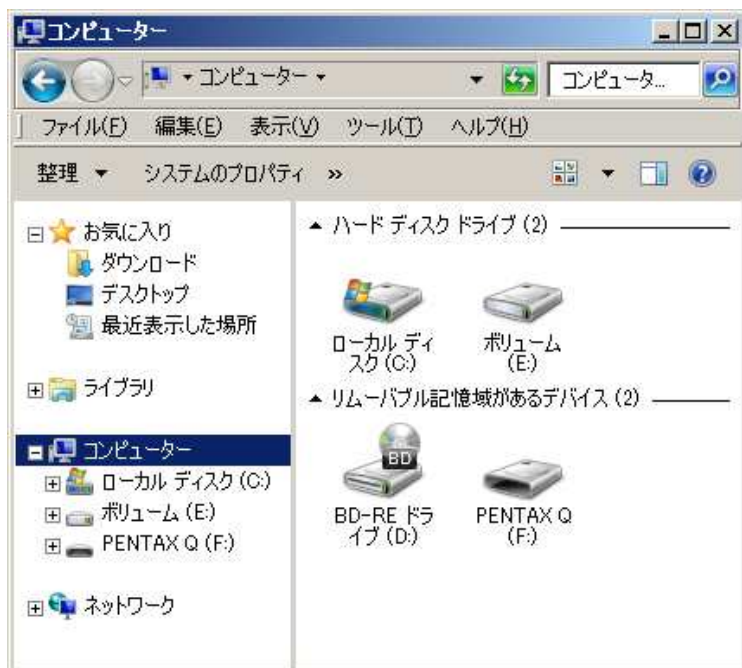 コンピューター
コンピューター
コンピュータ...
ファイル(F) 編集(E) 表示(V) ツール(T) ヘルプ(H)
整理 システムのプロパティ »
お気に入り
ダウンロード
デスクトップ
最近表示した場所
ライブラリ
コンピューター
ローカル ディスク (C:)
ボリューム (E:)
PENTAX Q (F:)
ネットワーク
ハード ディスク ドライブ (2)
ローカル ディ
スク (C:)
ボリューム
(E:)
リムーバブル記憶域があるデバイス (2)
BD
BD-RE ドラ
イブ (D:)
PENTAX Q
(F:)